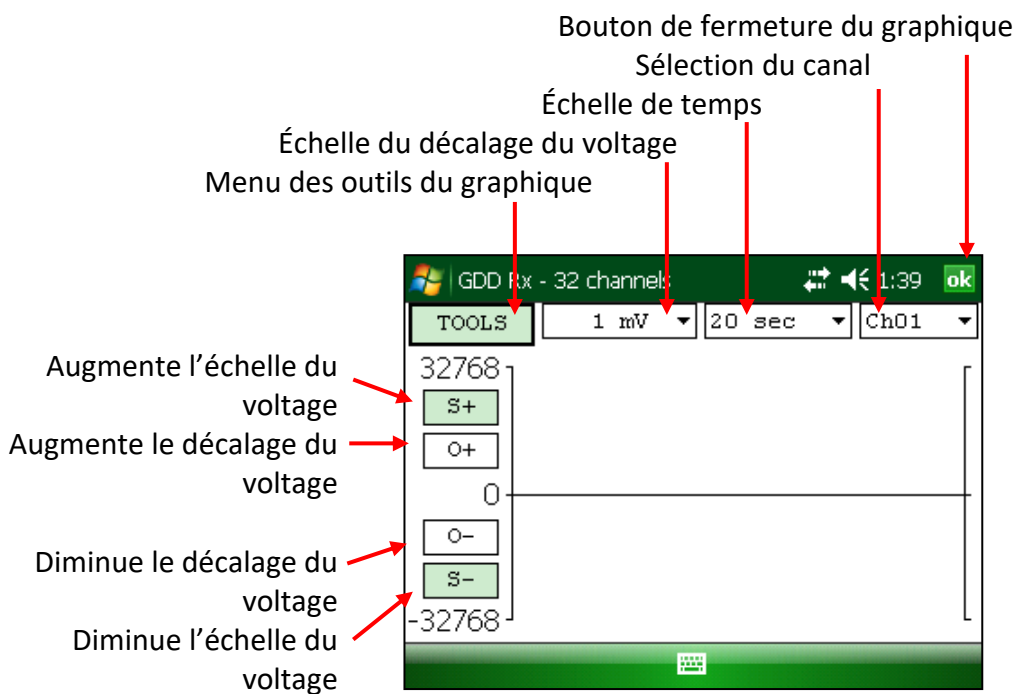 Bouton de fermeture du graphique
Sélection du canal
Échelle de temps
Échelle du décalage du voltage
Menu des outils du graphique
GDD Rx - 32 channels 1:39 ok
TOOLS 1 mV 20 sec Ch01
Augmente l’échelle du
voltage
Augmente le décalage du
voltage
Diminue le décalage du
voltage
Diminue l’échelle du
voltage
32768
S+
O+
0
O-
S-
-32768